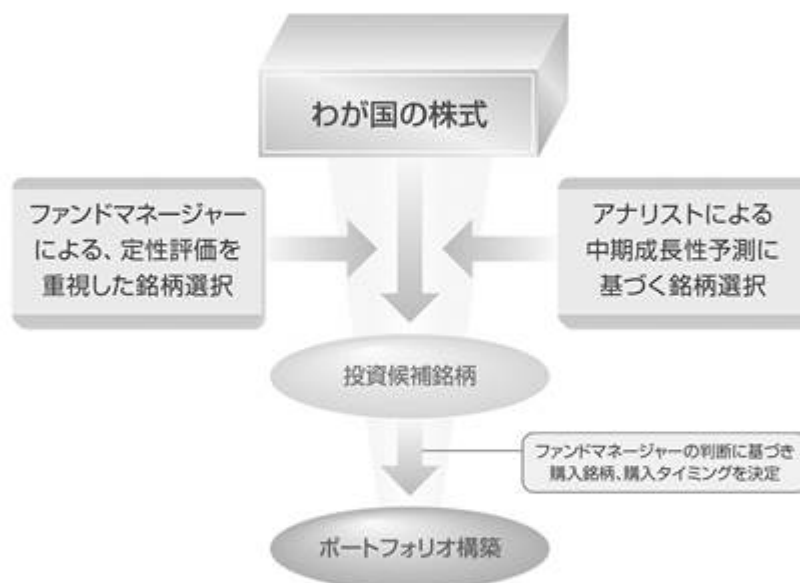 わが国の株式
ファンドマネージャー
による、定性評価を
重視した銘柄選択
アナリストによる
中期成長性予測に
基づく銘柄選択
投資候補銘柄
ファンドマネージャーの判断に基づき
購入銘柄、購入タイミングを決定
ポートフォリオ構築